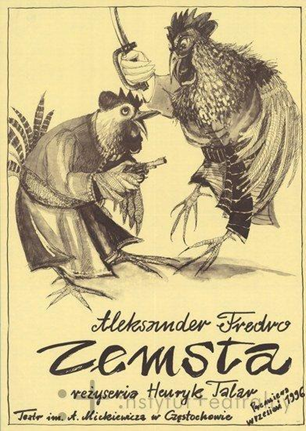 Aleksander Fredro
Zemsta
reżyseria Henryk Talar
Teatr im. A. Mickiewicza w Częstochowie
Premiera
wrzesień 1996